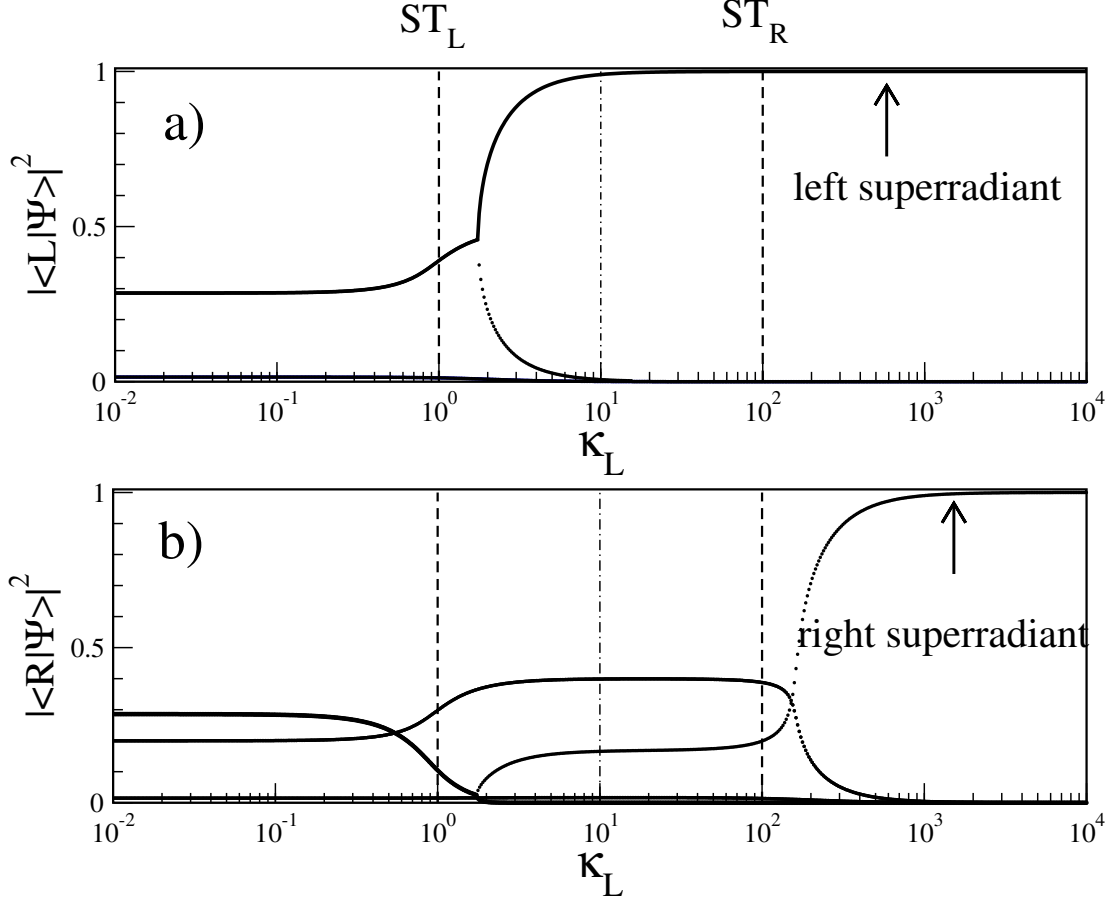 ST_L ST_R
1
a)
|<L|Ψ>|^2
left superradiant
0.5
0
10^-2 10^-1 10^0 10^1 10^2 10^3 10^4
κ_L
1
b)
|<R|Ψ>|^2
right superradiant
0.5
0
10^-2 10^-1 10^0 10^1 10^2 10^3 10^4
κ_L